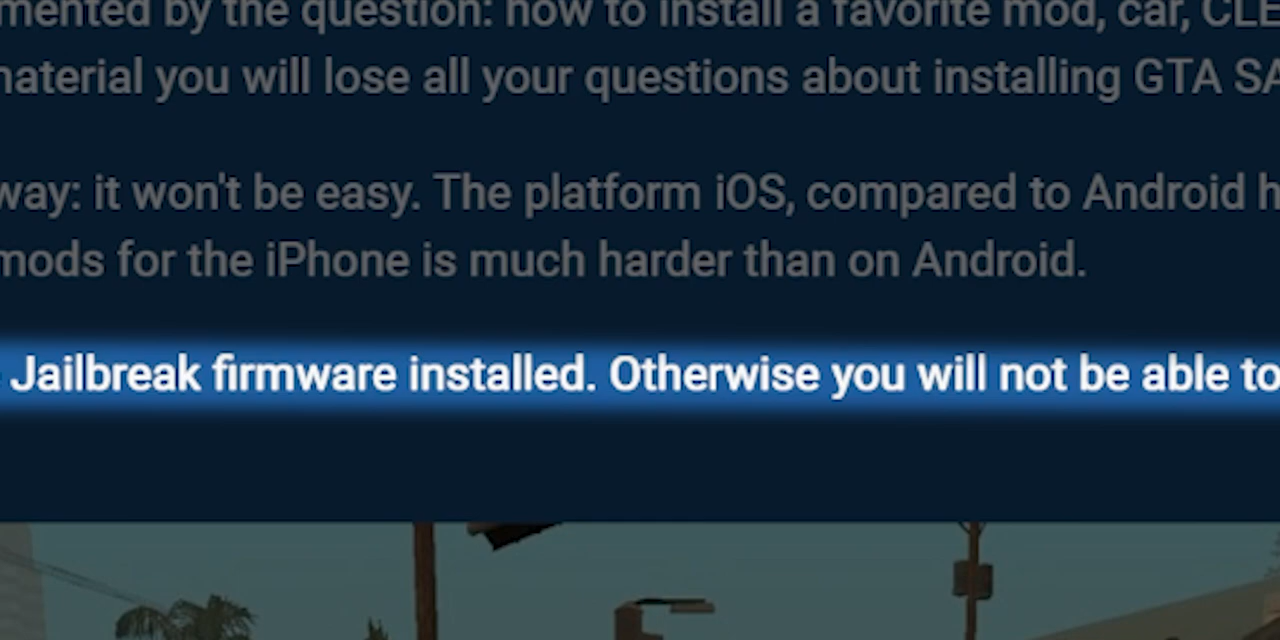 mented by the question: how to install a favorite mod, car, CLE
material you will lose all your questions about installing GTA SA
way: it won't be easy. The platform iOS, compared to Android h
mods for the iPhone is much harder than on Android.
Jailbreak firmware installed. Otherwise you will not be able to